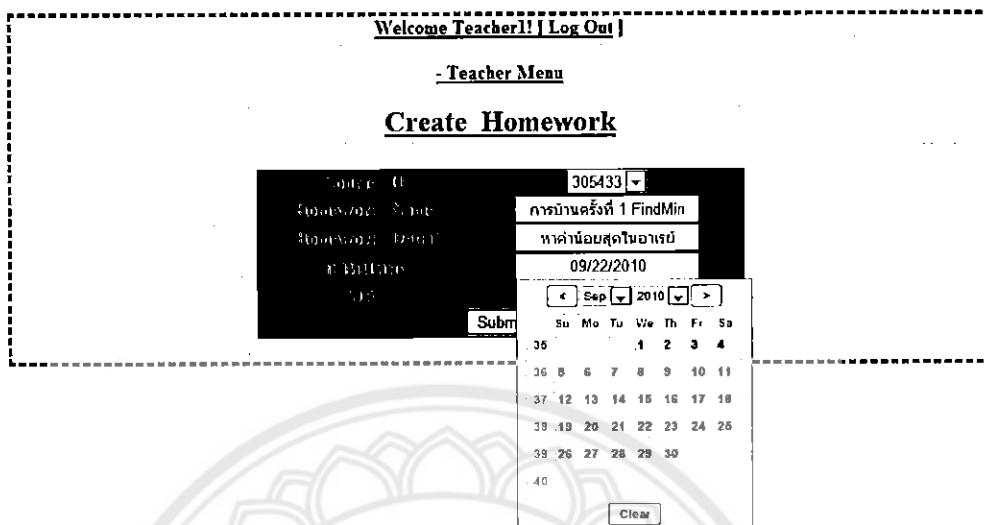 Welcome Teacher1! [ Log Out ]
- Teacher Menu
Create Homework
305433
การบ้านครั้งที่ 1 FindMin
หาค่าน้อยสุดในอาเรย์
09/22/2010
< Sep 2010 >
Subm Su Mo Tu We Th Fr Sa
35 1 2 3 4
36 5 6 7 8 9 10 11
37 12 13 14 15 16 17 18
38 19 20 21 22 23 24 25
39 26 27 28 29 30
40
Clear